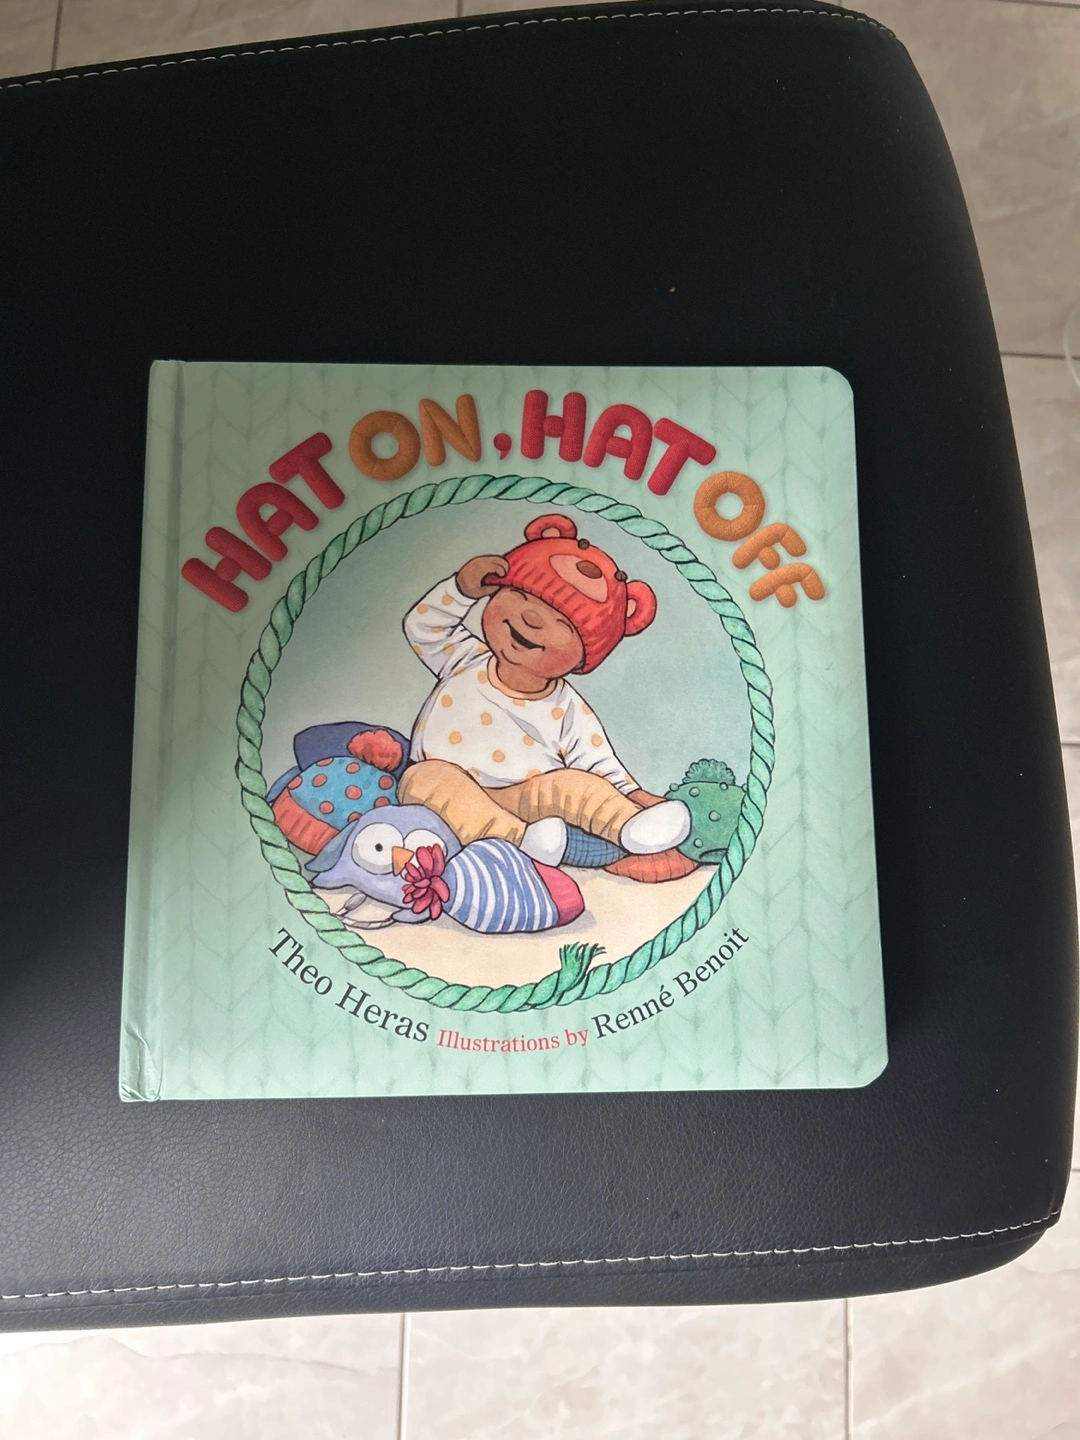 HAT ON, HAT OFF
Theo Heras Illustrations by Renné Benoit